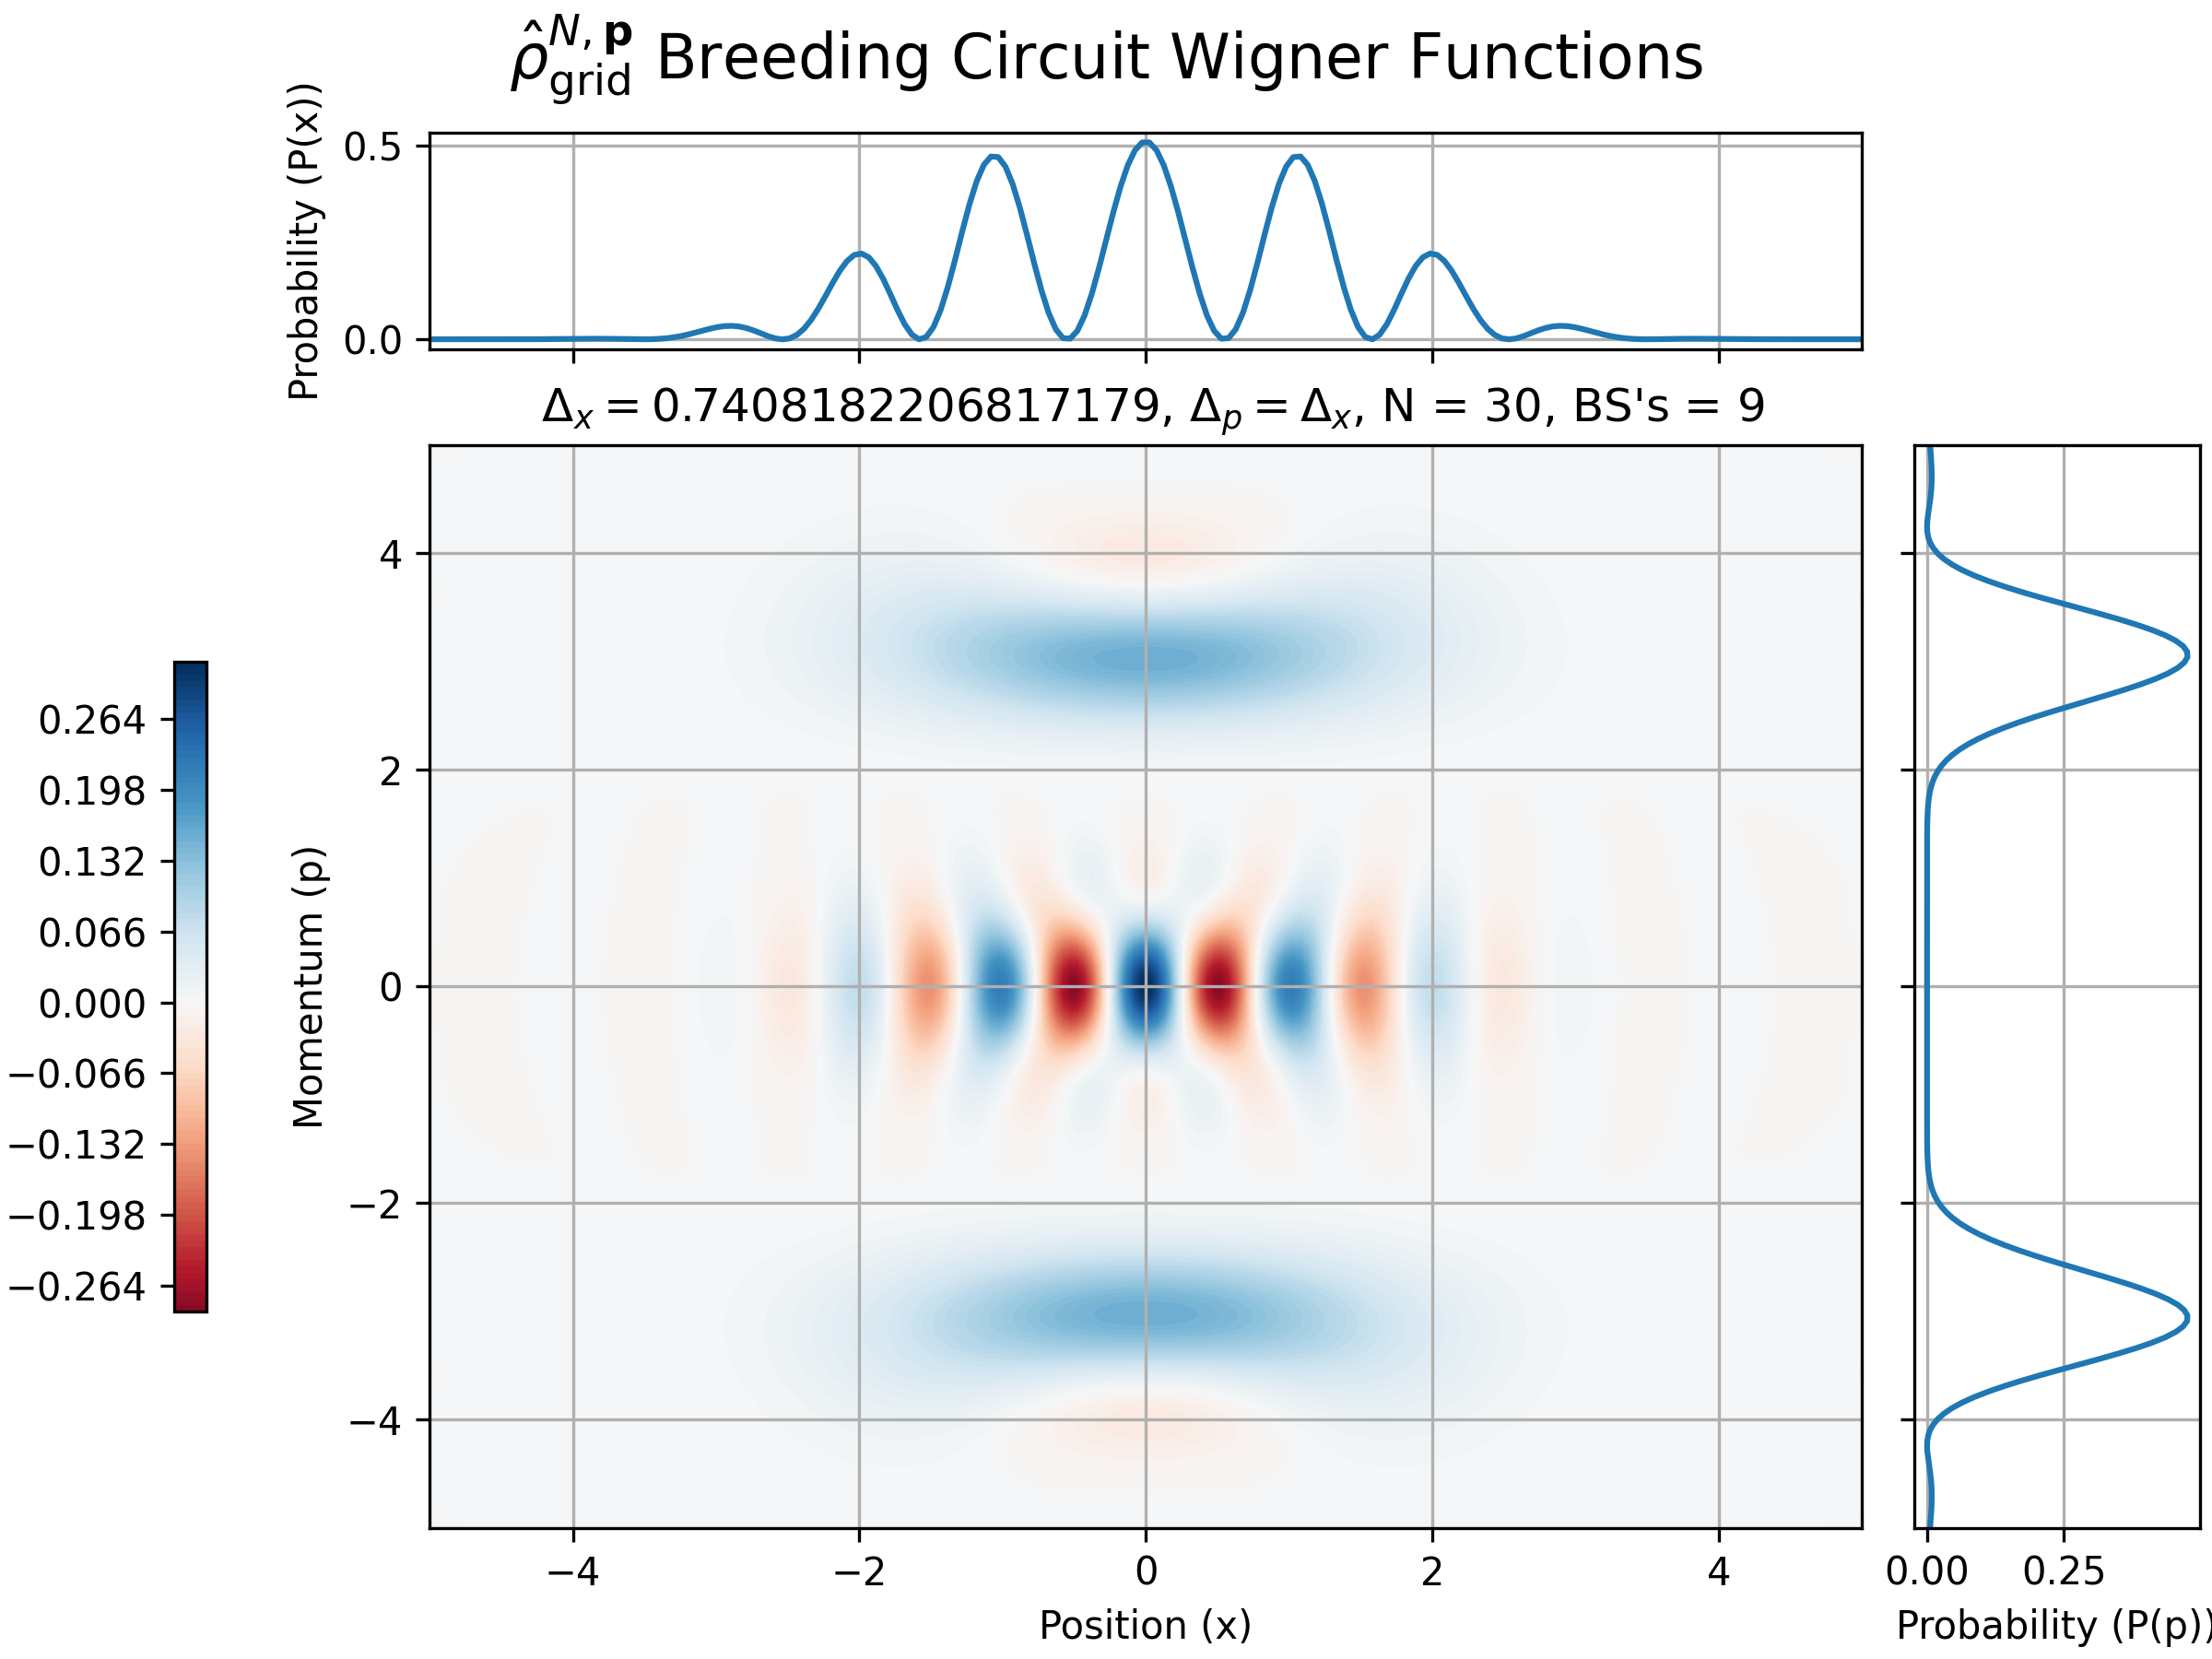 ρ̂_grid^{N, p} Breeding Circuit Wigner Functions
Probability (P(x))
0.5
0.0
Δ_x = 0.7408182206817179, Δ_p = Δ_x, N = 30, BS's = 9
0.264
0.198
0.132
0.066
0.000
−0.066
−0.132
−0.198
−0.264
Momentum (p)
4
2
0
−2
−4
−4 −2 0 2 4
Position (x)
0.00 0.25
Probability (P(p))